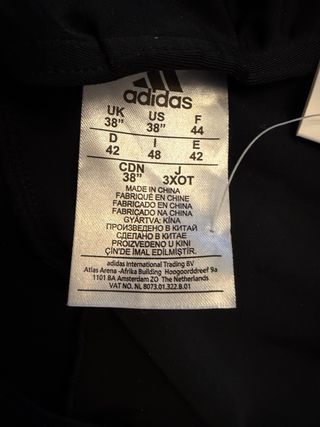 adidas
UK US F
38" 38" 44
D I E
42 48 42
CDN J
38" 3XOT
MADE IN CHINA
FABRIQUÉ EN CHINE
FABRICADO EN CHINA
FABRICADO NA CHINA
GYÁRTVA: KÍNA
ПРОИЗВЕДЕНО В КИТАЙ
СДЕЛАНО В КИТАЕ
PROIZVEDENO U KINI
ÇİN'DE İMAL EDİLMİŞTİR.
adidas International Trading BV
Atlas Arena -Afrika Building Hoogoorddreef 9a
1101 BA Amsterdam ZO The Netherlands
VAT NO. NL 8073.01.322.B.01